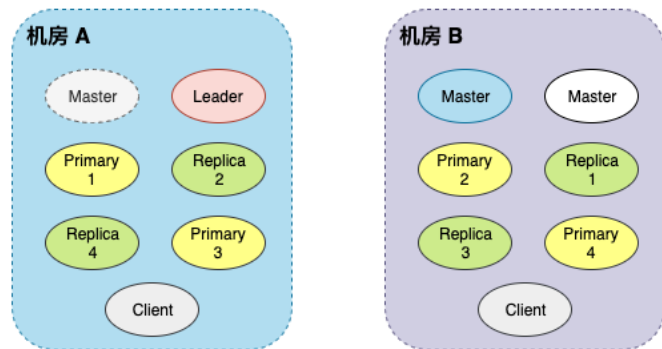 机房 A
Master
Leader
Primary
1
Replica
2
Replica
4
Primary
3
Client
机房 B
Master
Master
Primary
2
Replica
1
Replica
3
Primary
4
Client